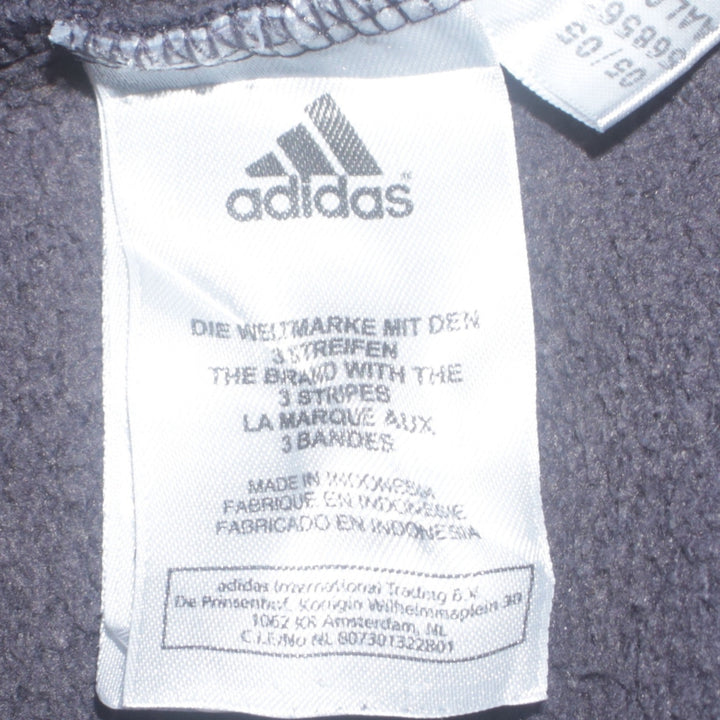 adidas®
DIE WELTMARKE MIT DEN
3 STREIFEN
THE BRAND WITH THE
3 STRIPES
LA MARQUE AUX
3 BANDES
MADE IN INDONESIA
FABRIQUE EN INDONESIE
FABRICADO EN INDONESIA
adidas International Trading B.V.
De Prinsenhof, Koningin Wilhelminaplein 30
1062 KR Amsterdam, NL
C.I.F/No NL 807301322B01
05/05